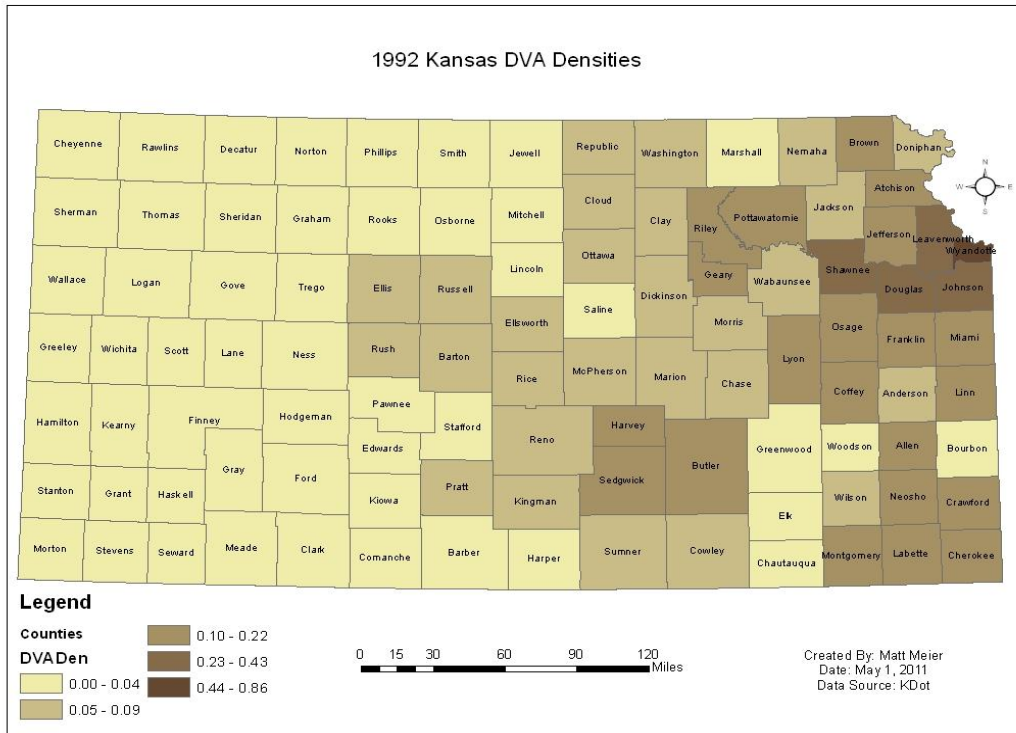 1992 Kansas DVA Densities
Cheyenne Rawlins Decatur Norton Phillips Smith Jewell Republic Washington Marshall Nemaha Brown Doniphan
Atchison
N
W E
S
Sherman Thomas Sheridan Graham Rooks Osborne Mitchell Cloud Clay Riley Pottawatomie Jackson
Jefferson Leavenworth
Wyandotte
Wallace Logan Gove Trego Ellis Russell Lincoln Ottawa Geary Wabaunsee Shawnee Douglas Johnson
Saline Dickinson
Greeley Wichita Scott Lane Ness Rush Barton Ellsworth Morris Lyon Osage Franklin Miami
Rice McPherson Marion Chase Coffey Anderson Linn
Hamilton Kearny Finney Hodgeman Pawnee Stafford Reno Harvey Butler Greenwood Woodson Allen Bourbon
Edwards
Gray Ford Sedgwick
Stanton Grant Haskell Kiowa Pratt Kingman Elk Wilson Neosho Crawford
Morton Stevens Seward Meade Clark Comanche Barber Harper Sumner Cowley Chautauqua Montgomery Labette Cherokee
Legend
Counties
DVADen
0.00 - 0.04
0.05 - 0.09
0.10 - 0.22
0.23 - 0.43
0.44 - 0.86
0 15 30 60 90 120
Miles
Created By: Matt Meier
Date: May 1, 2011
Data Source: KDot